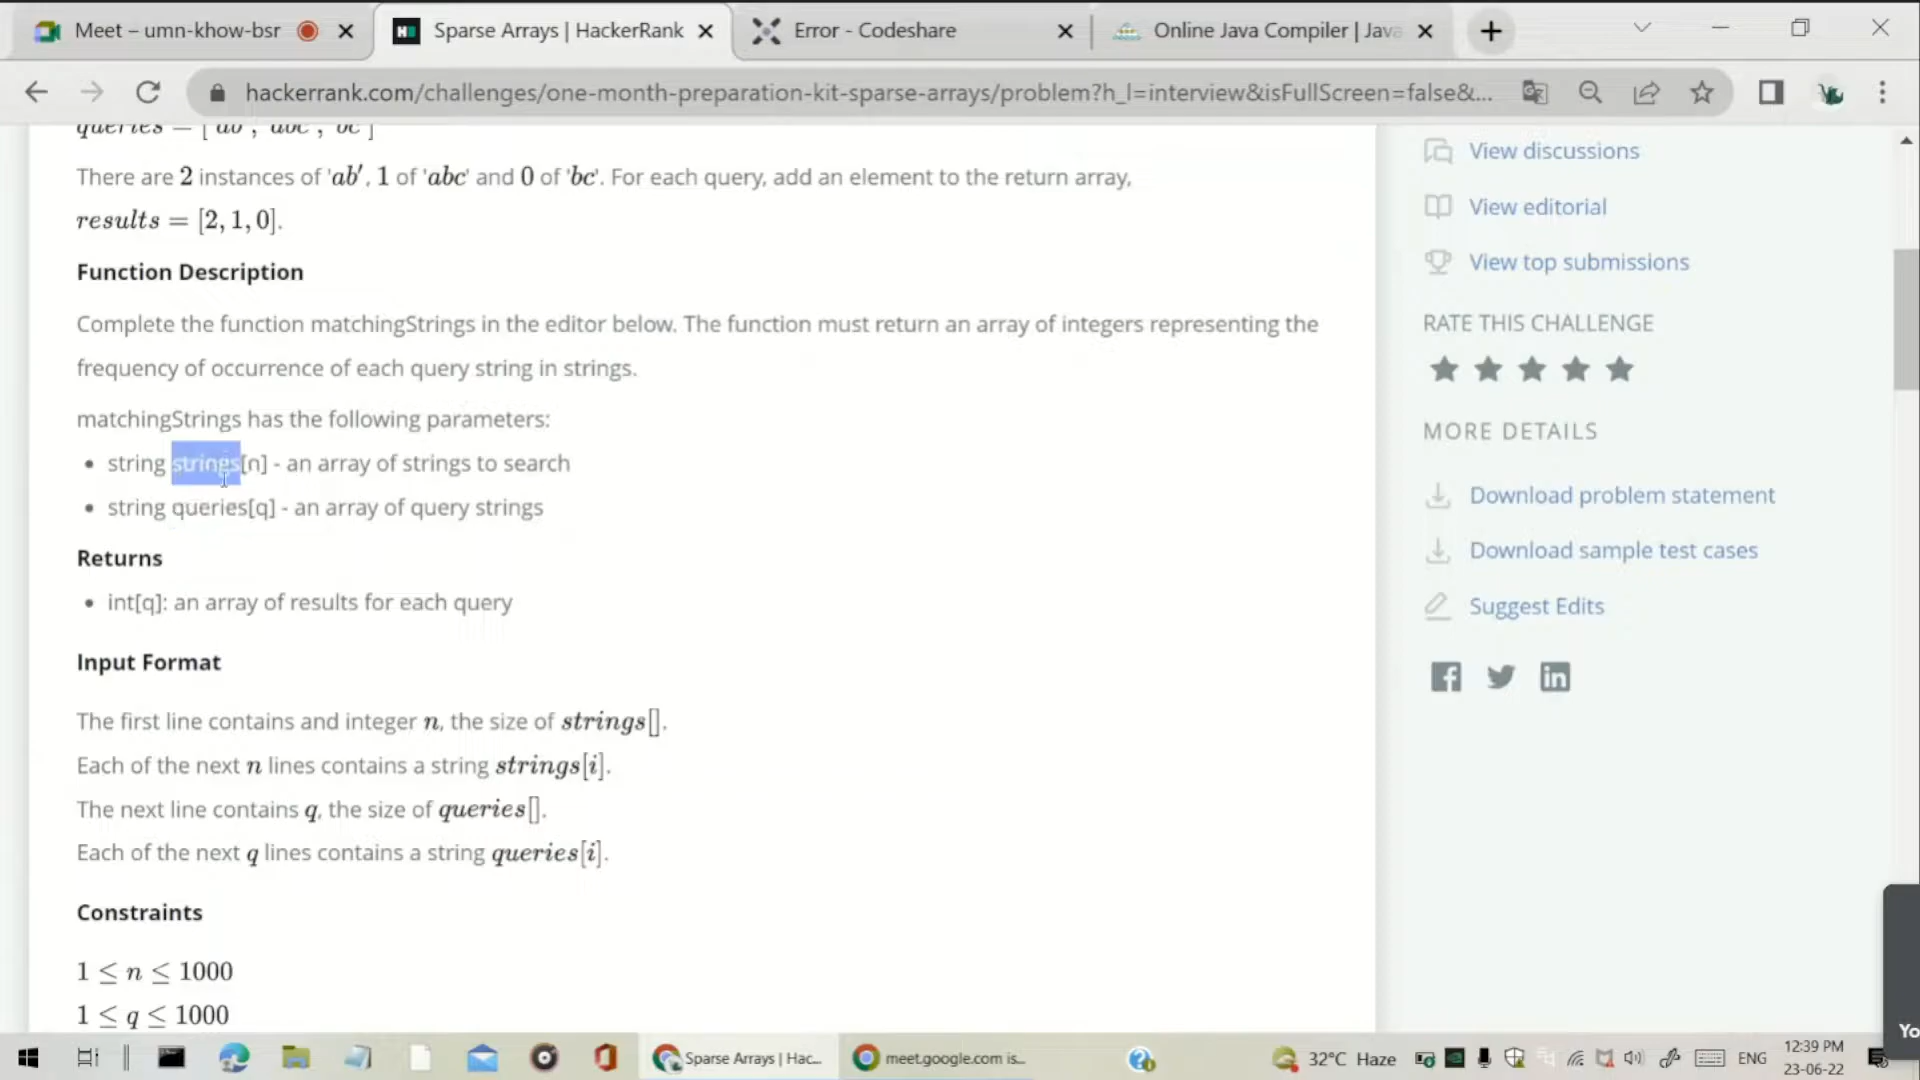 Meet – umn-khow-bsr
Sparse Arrays | HackerRank
Error - Codeshare
Online Java Compiler | Java
hackerrank.com/challenges/one-month-preparation-kit-sparse-arrays/problem?h_l=interview&isFullScreen=false&...
queries = ['ab', 'abc', 'bc']
There are 2 instances of 'ab', 1 of 'abc' and 0 of 'bc'. For each query, add an element to the return array,
results = [2, 1, 0].
Function Description
Complete the function matchingStrings in the editor below. The function must return an array of integers representing the
frequency of occurrence of each query string in strings.
matchingStrings has the following parameters:
• string strings[n] - an array of strings to search
• string queries[q] - an array of query strings
Returns
• int[q]: an array of results for each query
Input Format
The first line contains and integer n, the size of strings[].
Each of the next n lines contains a string strings[i].
The next line contains q, the size of queries[].
Each of the next q lines contains a string queries[i].
Constraints
1 ≤ n ≤ 1000
1 ≤ q ≤ 1000
View discussions
View editorial
View top submissions
RATE THIS CHALLENGE
MORE DETAILS
Download problem statement
Download sample test cases
Suggest Edits
Yo
Sparse Arrays | Hac...
meet.google.com is...
32°C Haze
ENG
12:39 PM
23-06-22